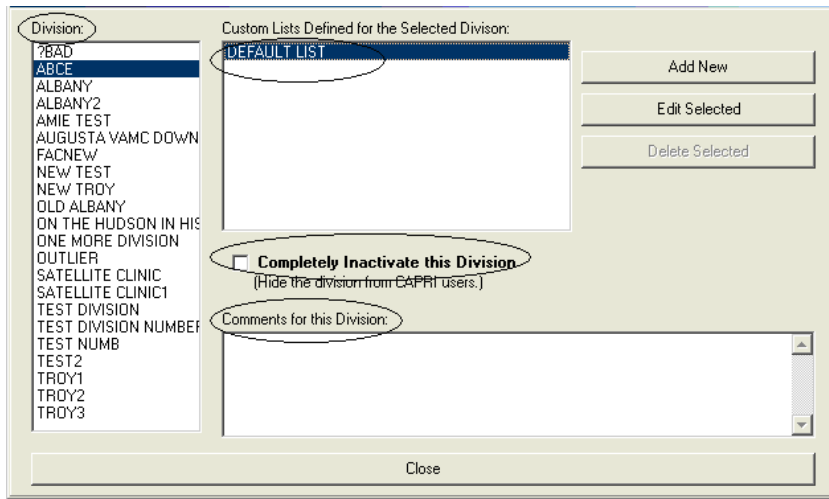 Division:
?BAD
ABCE
ALBANY
ALBANY2
AMIE TEST
AUGUSTA VAMC DOWN
FACNEW
NEW TEST
NEW TROY
OLD ALBANY
ON THE HUDSON IN HIS
ONE MORE DIVISION
OUTLIER
SATELLITE CLINIC
SATELLITE CLINIC1
TEST DIVISION
TEST DIVISION NUMBER
TEST NUMB
TEST2
TROY1
TROY2
TROY3
Custom Lists Defined for the Selected Divison:
DEFAULT LIST
Add New
Edit Selected
Delete Selected
Completely Inactivate this Division
(Hide the division from CAPRI users.)
Comments for this Division:
Close